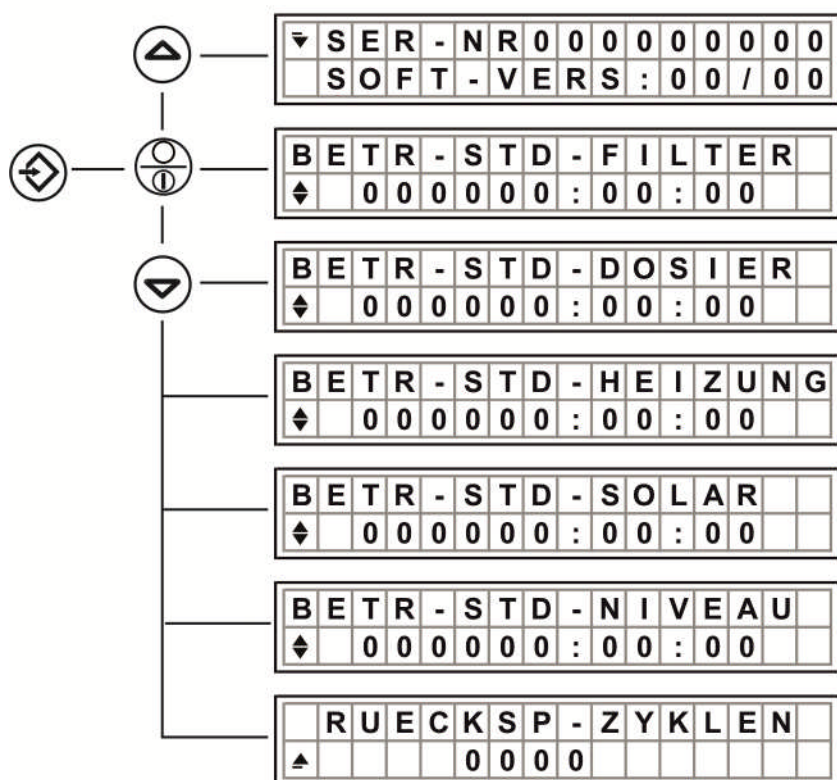 SER-NR000000000
SOFT-VERS:00/00
BETR-STD-FILTER
000000:00:00
BETR-STD-DOSIER
000000:00:00
BETR-STD-HEIZUNG
000000:00:00
BETR-STD-SOLAR
000000:00:00
BETR-STD-NIVEAU
000000:00:00
RUECKSP-ZYKLEN
0000